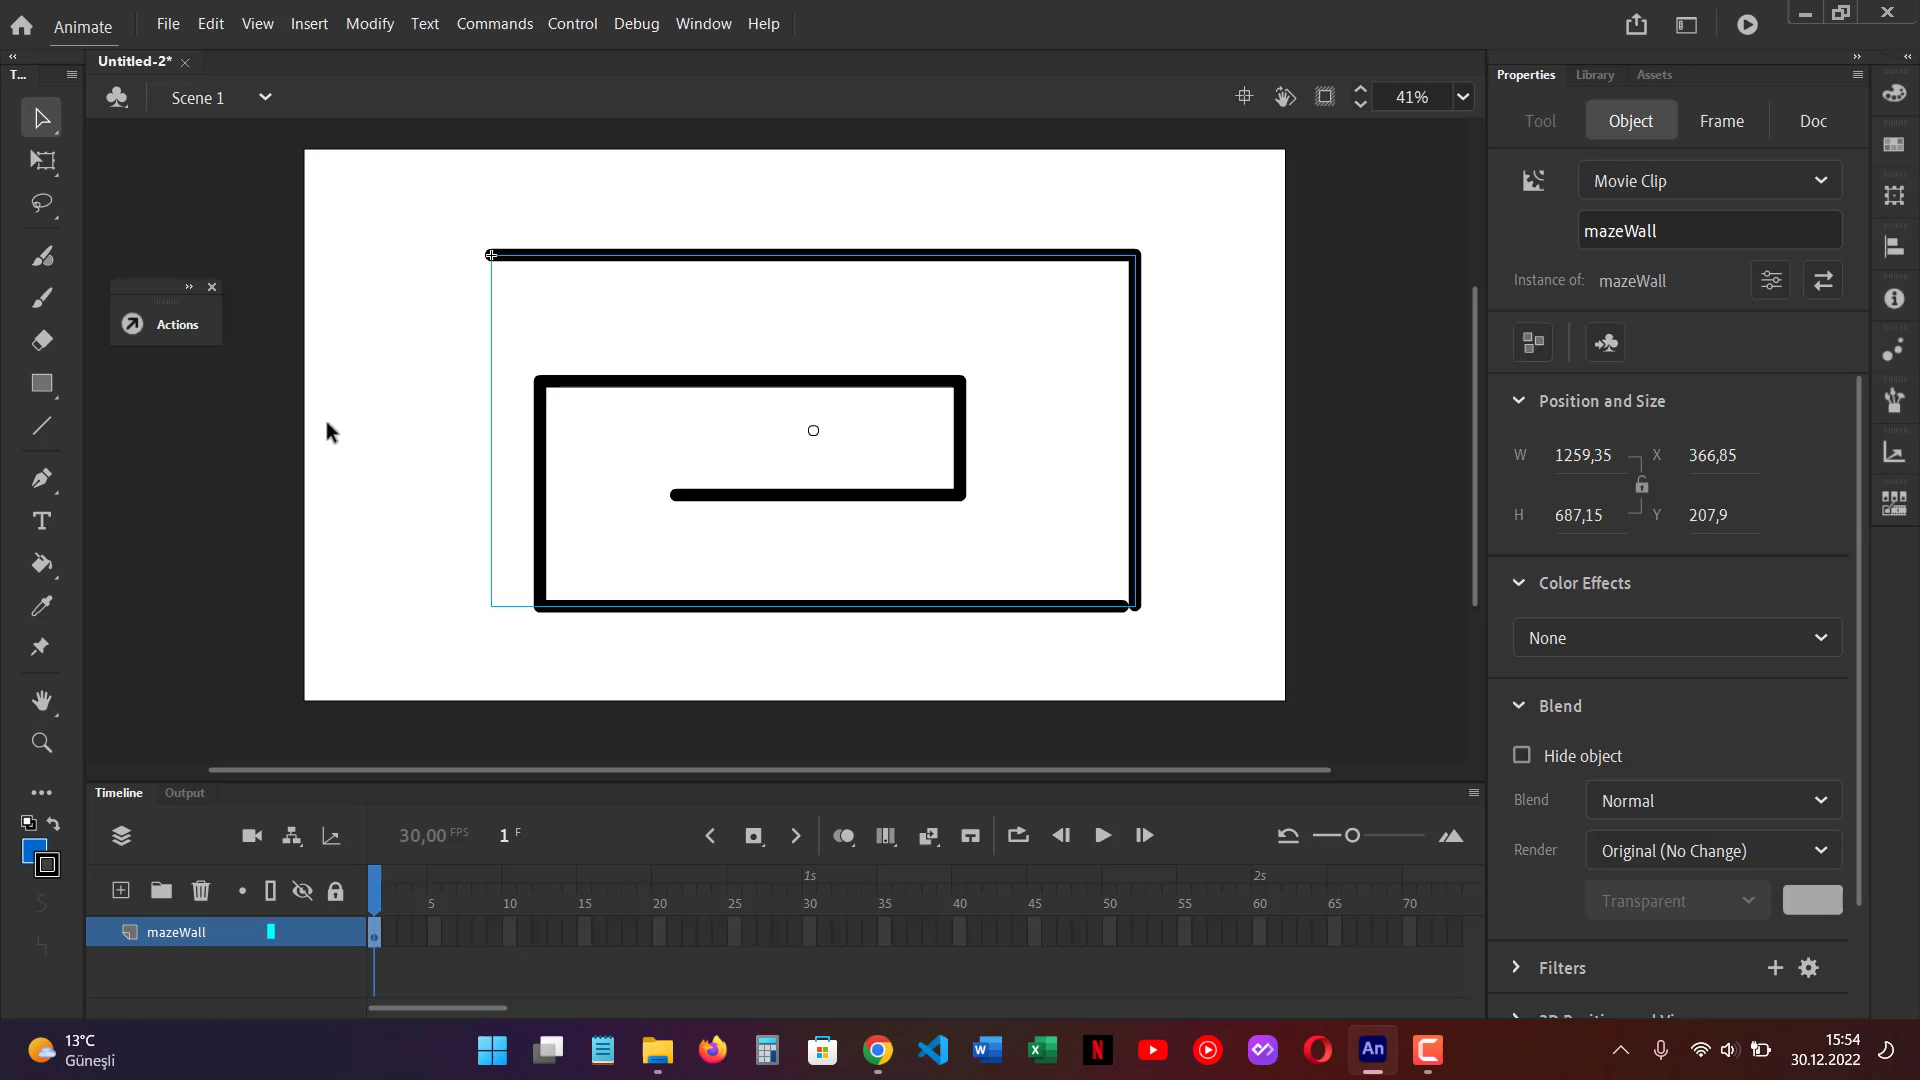 Animate File Edit View Insert Modify Text Commands Control Debug Window Help
T...
Untitled-2*
Properties Library Assets
Scene 1
41%
Tool Object Frame Doc
Movie Clip
mazeWall
Instance of: mazeWall
Actions
Position and Size
W 1259,35 X 366,85
H 687,15 Y 207,9
Color Effects
None
Blend
Hide object
Blend Normal
Render Original (No Change)
Transparent
Filters
Timeline Output
30,00 FPS 1 F
1s 2s
5 10 15 20 25 30 35 40 45 50 55 60 65 70
mazeWall
13°C
Güneşli
An
15:54
30.12.2022